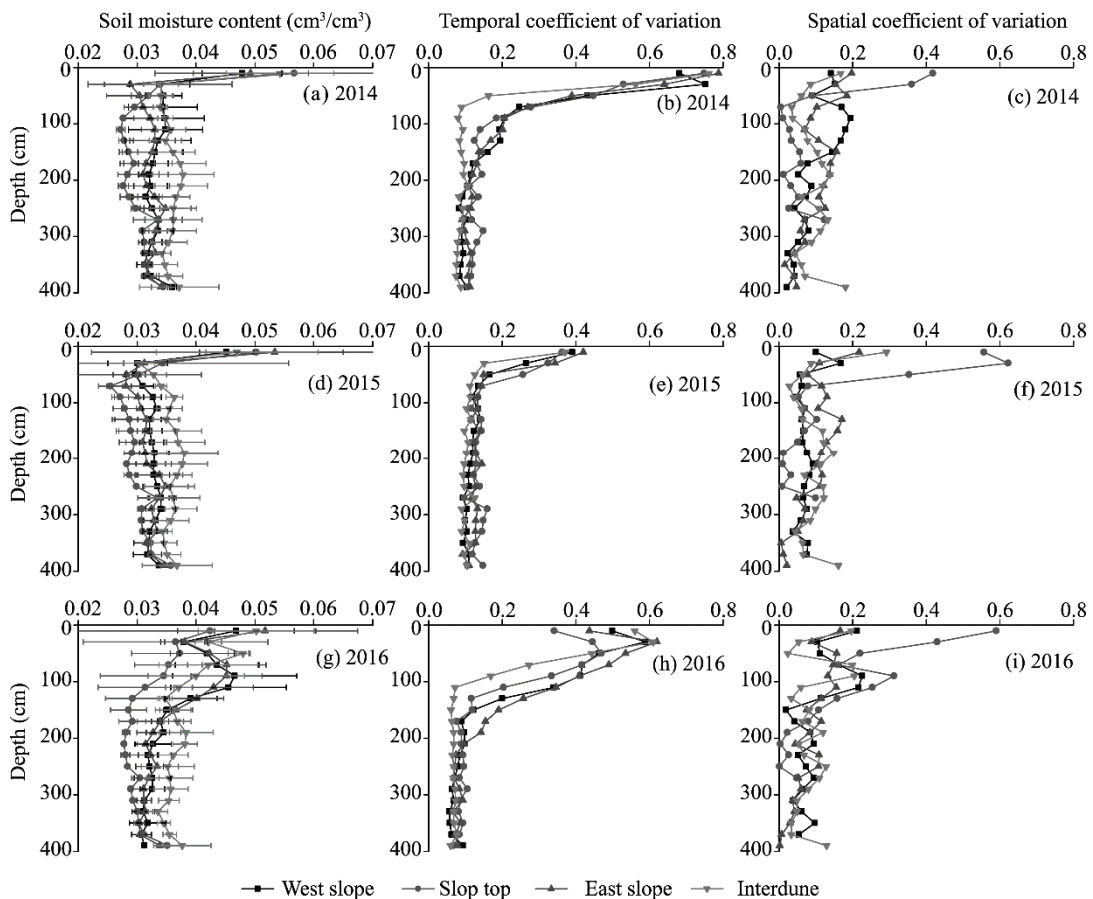 Soil moisture content (cm³/cm³) Temporal coefficient of variation Spatial coefficient of variation
0.02 0.03 0.04 0.05 0.06 0.07 0.0 0.2 0.4 0.6 0.8 0.0 0.2 0.4 0.6 0.8
0
100
200
300
400
Depth (cm)
(a) 2014 (b) 2014 (c) 2014
0.02 0.03 0.04 0.05 0.06 0.07 0.0 0.2 0.4 0.6 0.8 0.0 0.2 0.4 0.6 0.8
0
100
200
300
400
Depth (cm)
(d) 2015 (e) 2015 (f) 2015
0.02 0.03 0.04 0.05 0.06 0.07 0.0 0.2 0.4 0.6 0.8 0.0 0.2 0.4 0.6 0.8
0
100
200
300
400
Depth (cm)
(g) 2016 (h) 2016 (i) 2016
West slope Slop top East slope Interdune